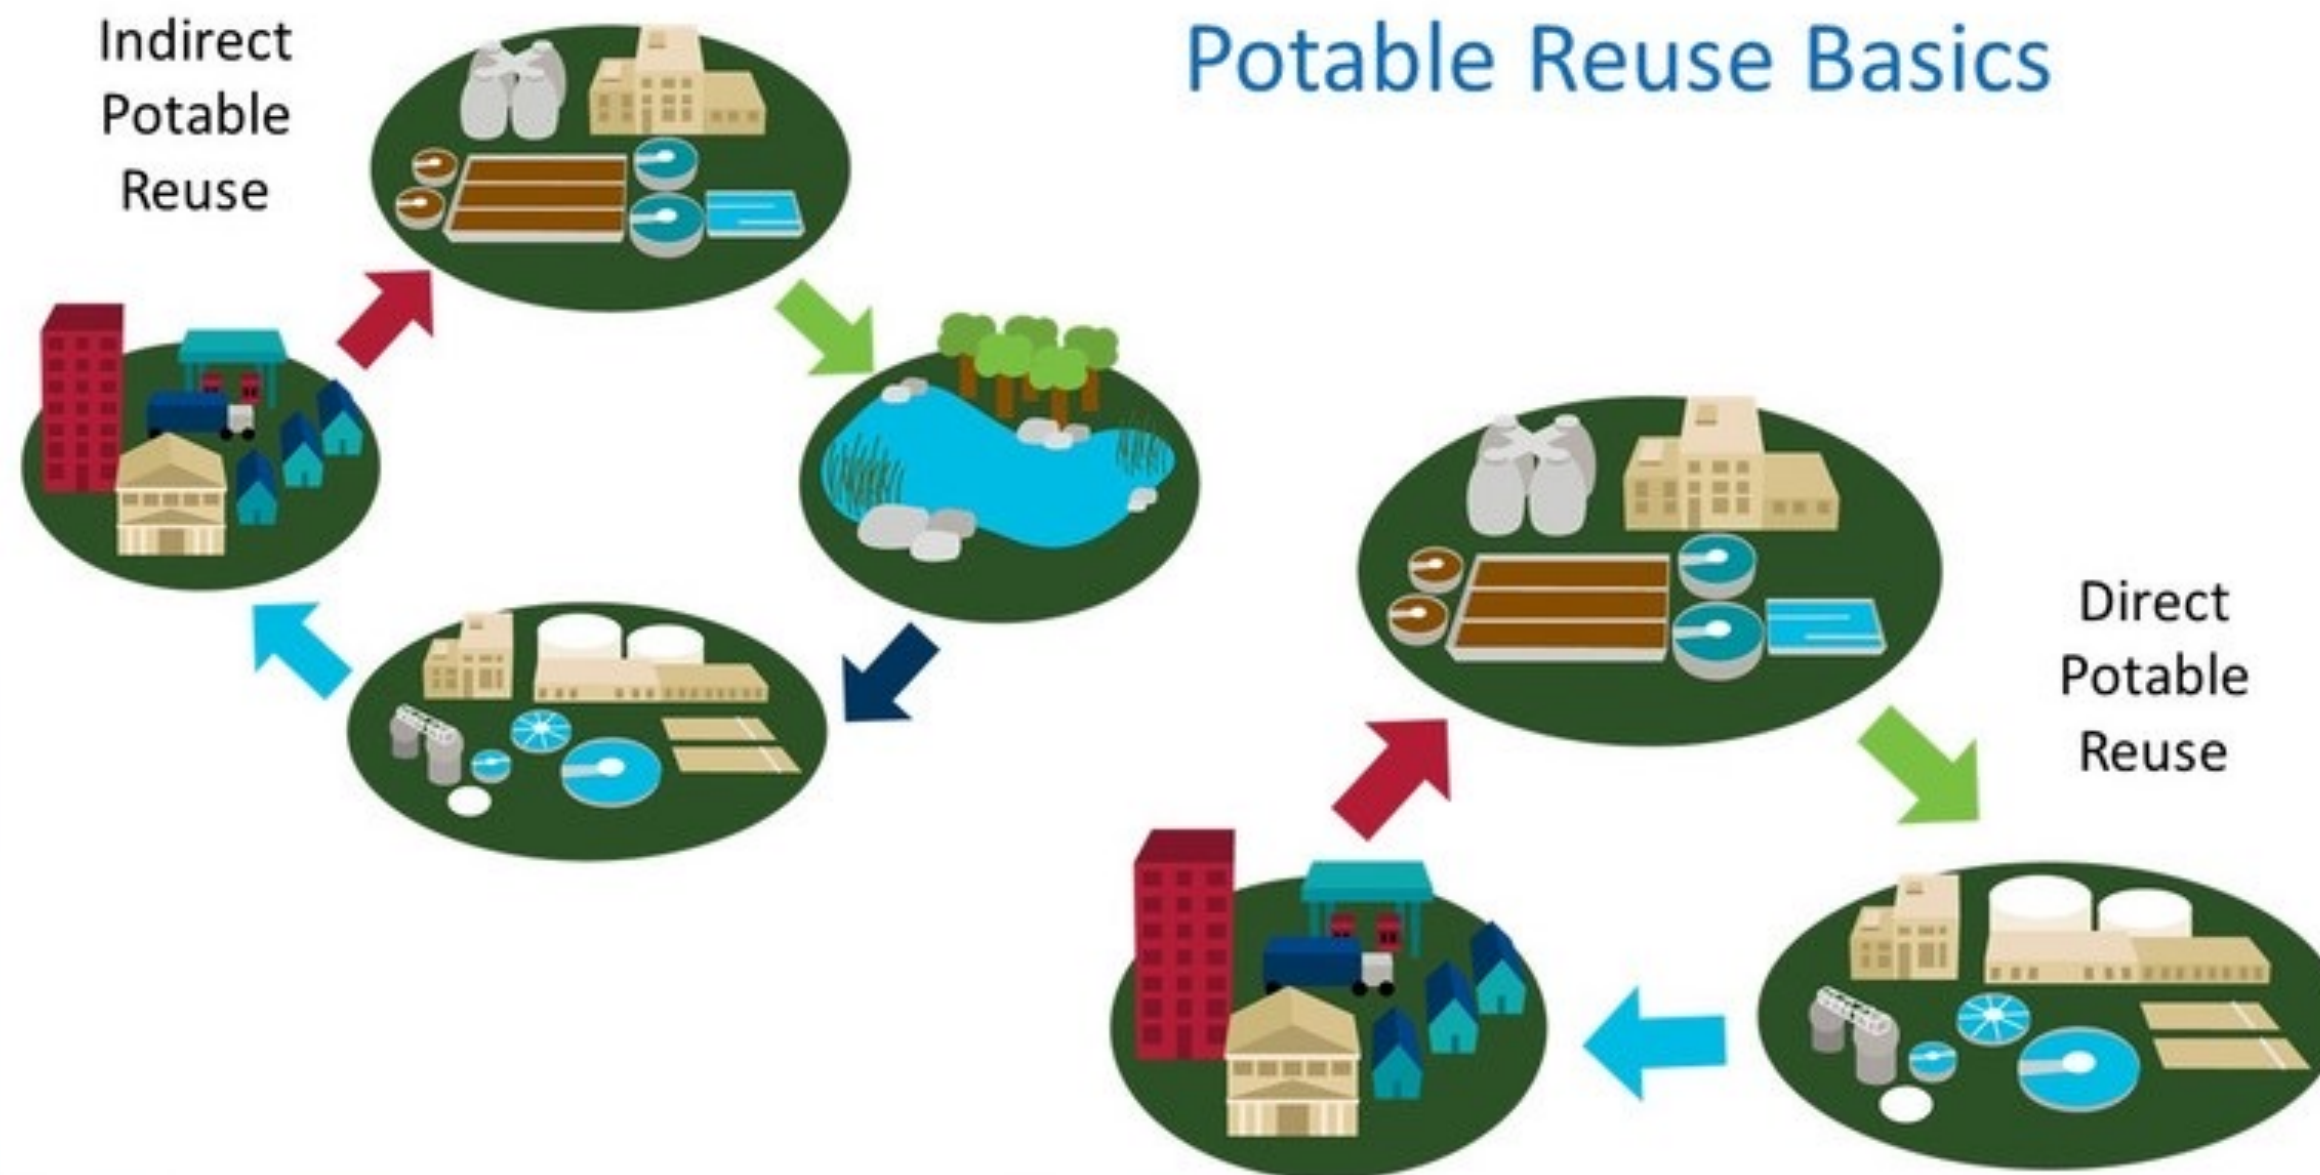 Indirect
Potable
Reuse
Potable Reuse Basics
Direct
Potable
Reuse